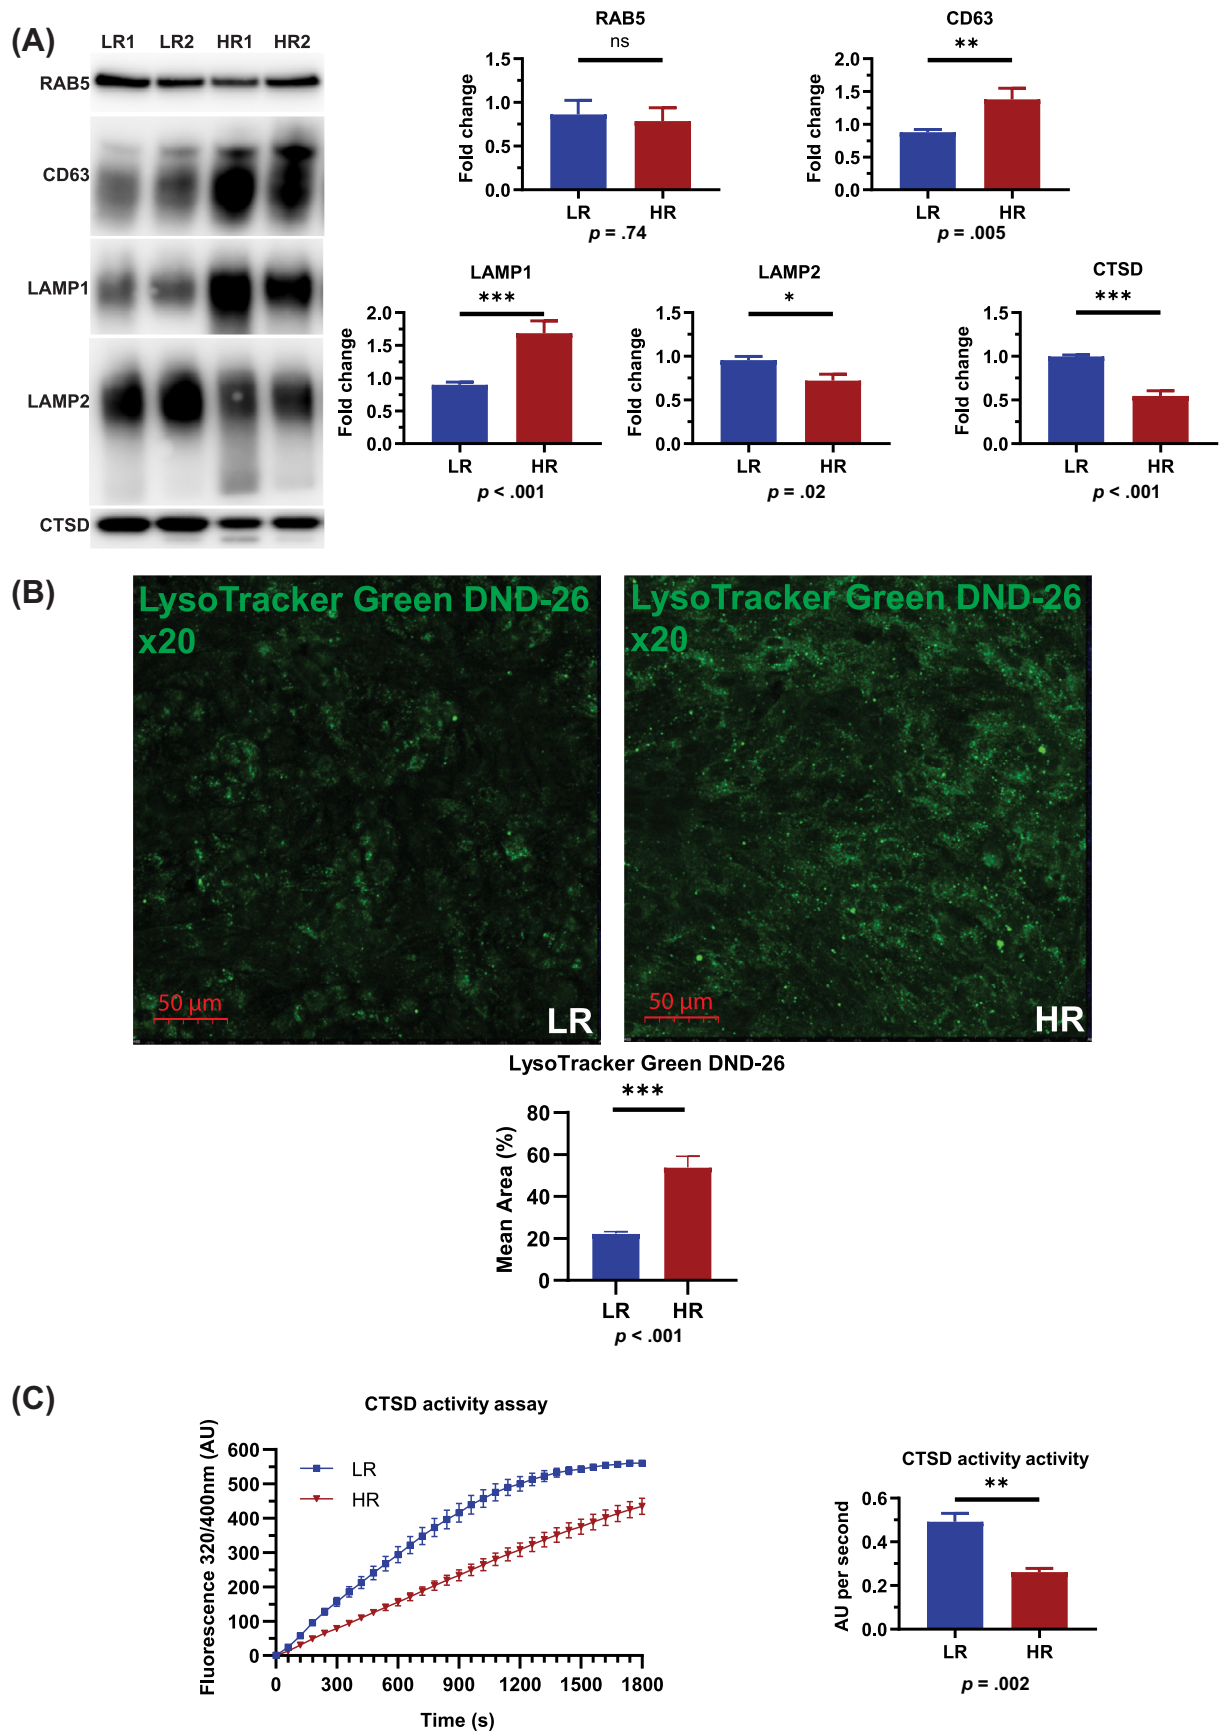 (A)
LR1 LR2 HR1 HR2
RAB5
CD63
LAMP1
LAMP2
CTSD
RAB5
ns
Fold change
1.5
1.0
0.5
0.0
LR HR
p = .74
CD63
**
Fold change
2.0
1.5
1.0
0.5
0.0
LR HR
p = .005
LAMP1
***
Fold change
2.0
1.5
1.0
0.5
0.0
LR HR
p < .001
LAMP2
*
Fold change
1.5
1.0
0.5
0.0
LR HR
p = .02
CTSD
***
Fold change
1.5
1.0
0.5
0.0
LR HR
p < .001
(B)
LysoTracker Green DND-26
x20
50 µm
LR
LysoTracker Green DND-26
x20
50 µm
HR
LysoTracker Green DND-26
***
Mean Area (%)
80
60
40
20
0
LR HR
p < .001
(C)
CTSD activity assay
Fluorescence 320/400nm (AU)
600
500
400
300
200
100
0
LR
HR
0 300 600 900 1200 1500 1800
Time (s)
CTSD activity activity
**
AU per second
0.6
0.4
0.2
0.0
LR HR
p = .002